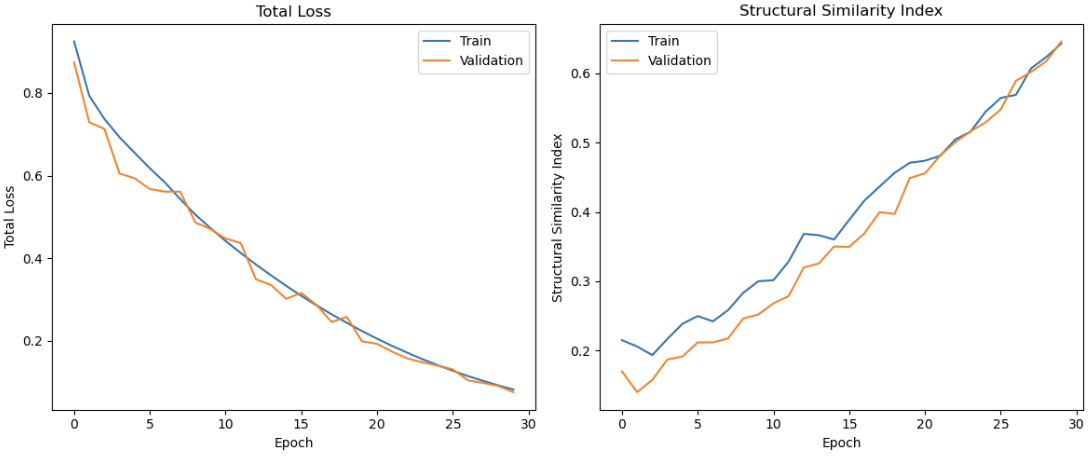 Total Loss
Train
Validation
0.8
0.6
0.4
0.2
Total Loss
0
5
10
15
20
25
30
Epoch
Structural Similarity Index
Train
Validation
0.6
0.5
0.4
0.3
0.2
Structural Similarity Index
0
5
10
15
20
25
30
Epoch